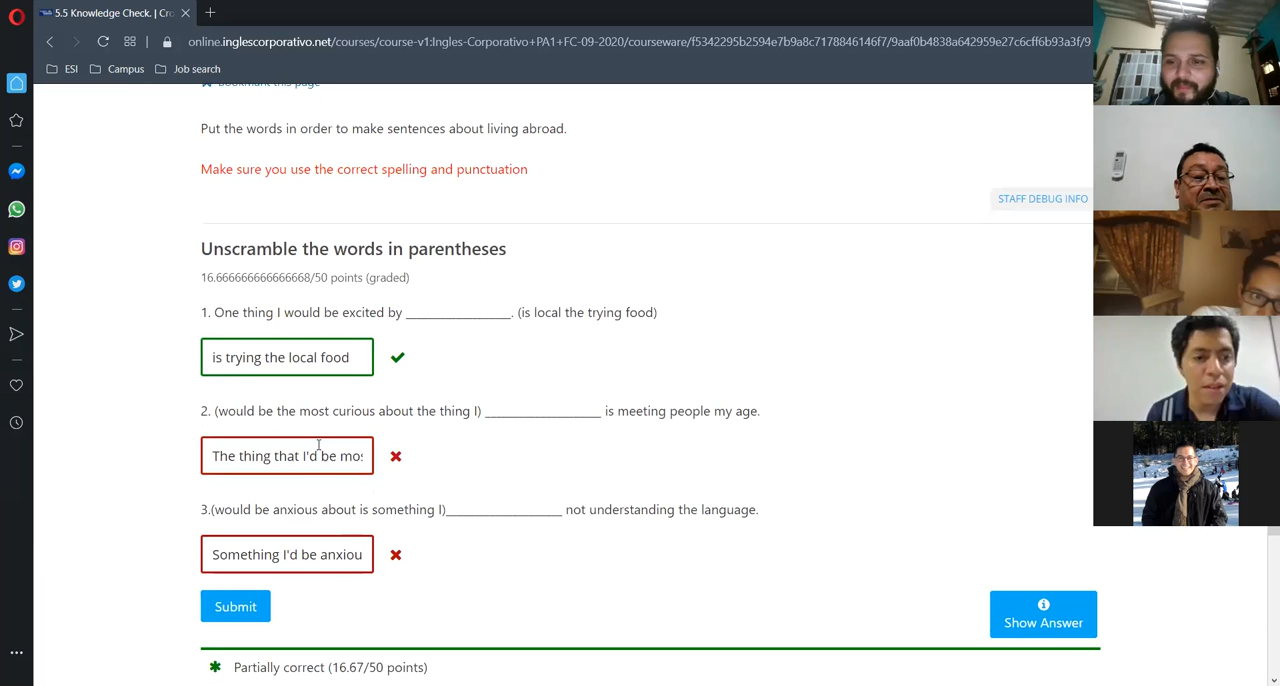 5.5 Knowledge Check. | Cro
online.inglescorporativo.net/courses/course-v1:Ingles-Corporativo+PA1+FC-09-2020/courseware/f5342295b2594e7b9a8c7178846146f7/9aaf0b4838a642959e27c6cff6b93a3f/9
ESI Campus Job search
Bookmark this page
Put the words in order to make sentences about living abroad.
Make sure you use the correct spelling and punctuation
STAFF DEBUG INFO
Unscramble the words in parentheses
16.666666666666668/50 points (graded)
1. One thing I would be excited by _________________. (is local the trying food)
is trying the local food
2. (would be the most curious about the thing I) ___________________ is meeting people my age.
The thing that I'd be mos
3.(would be anxious about is something I)___________________ not understanding the language.
Something I'd be anxiou
Submit
Show Answer
Partially correct (16.67/50 points)